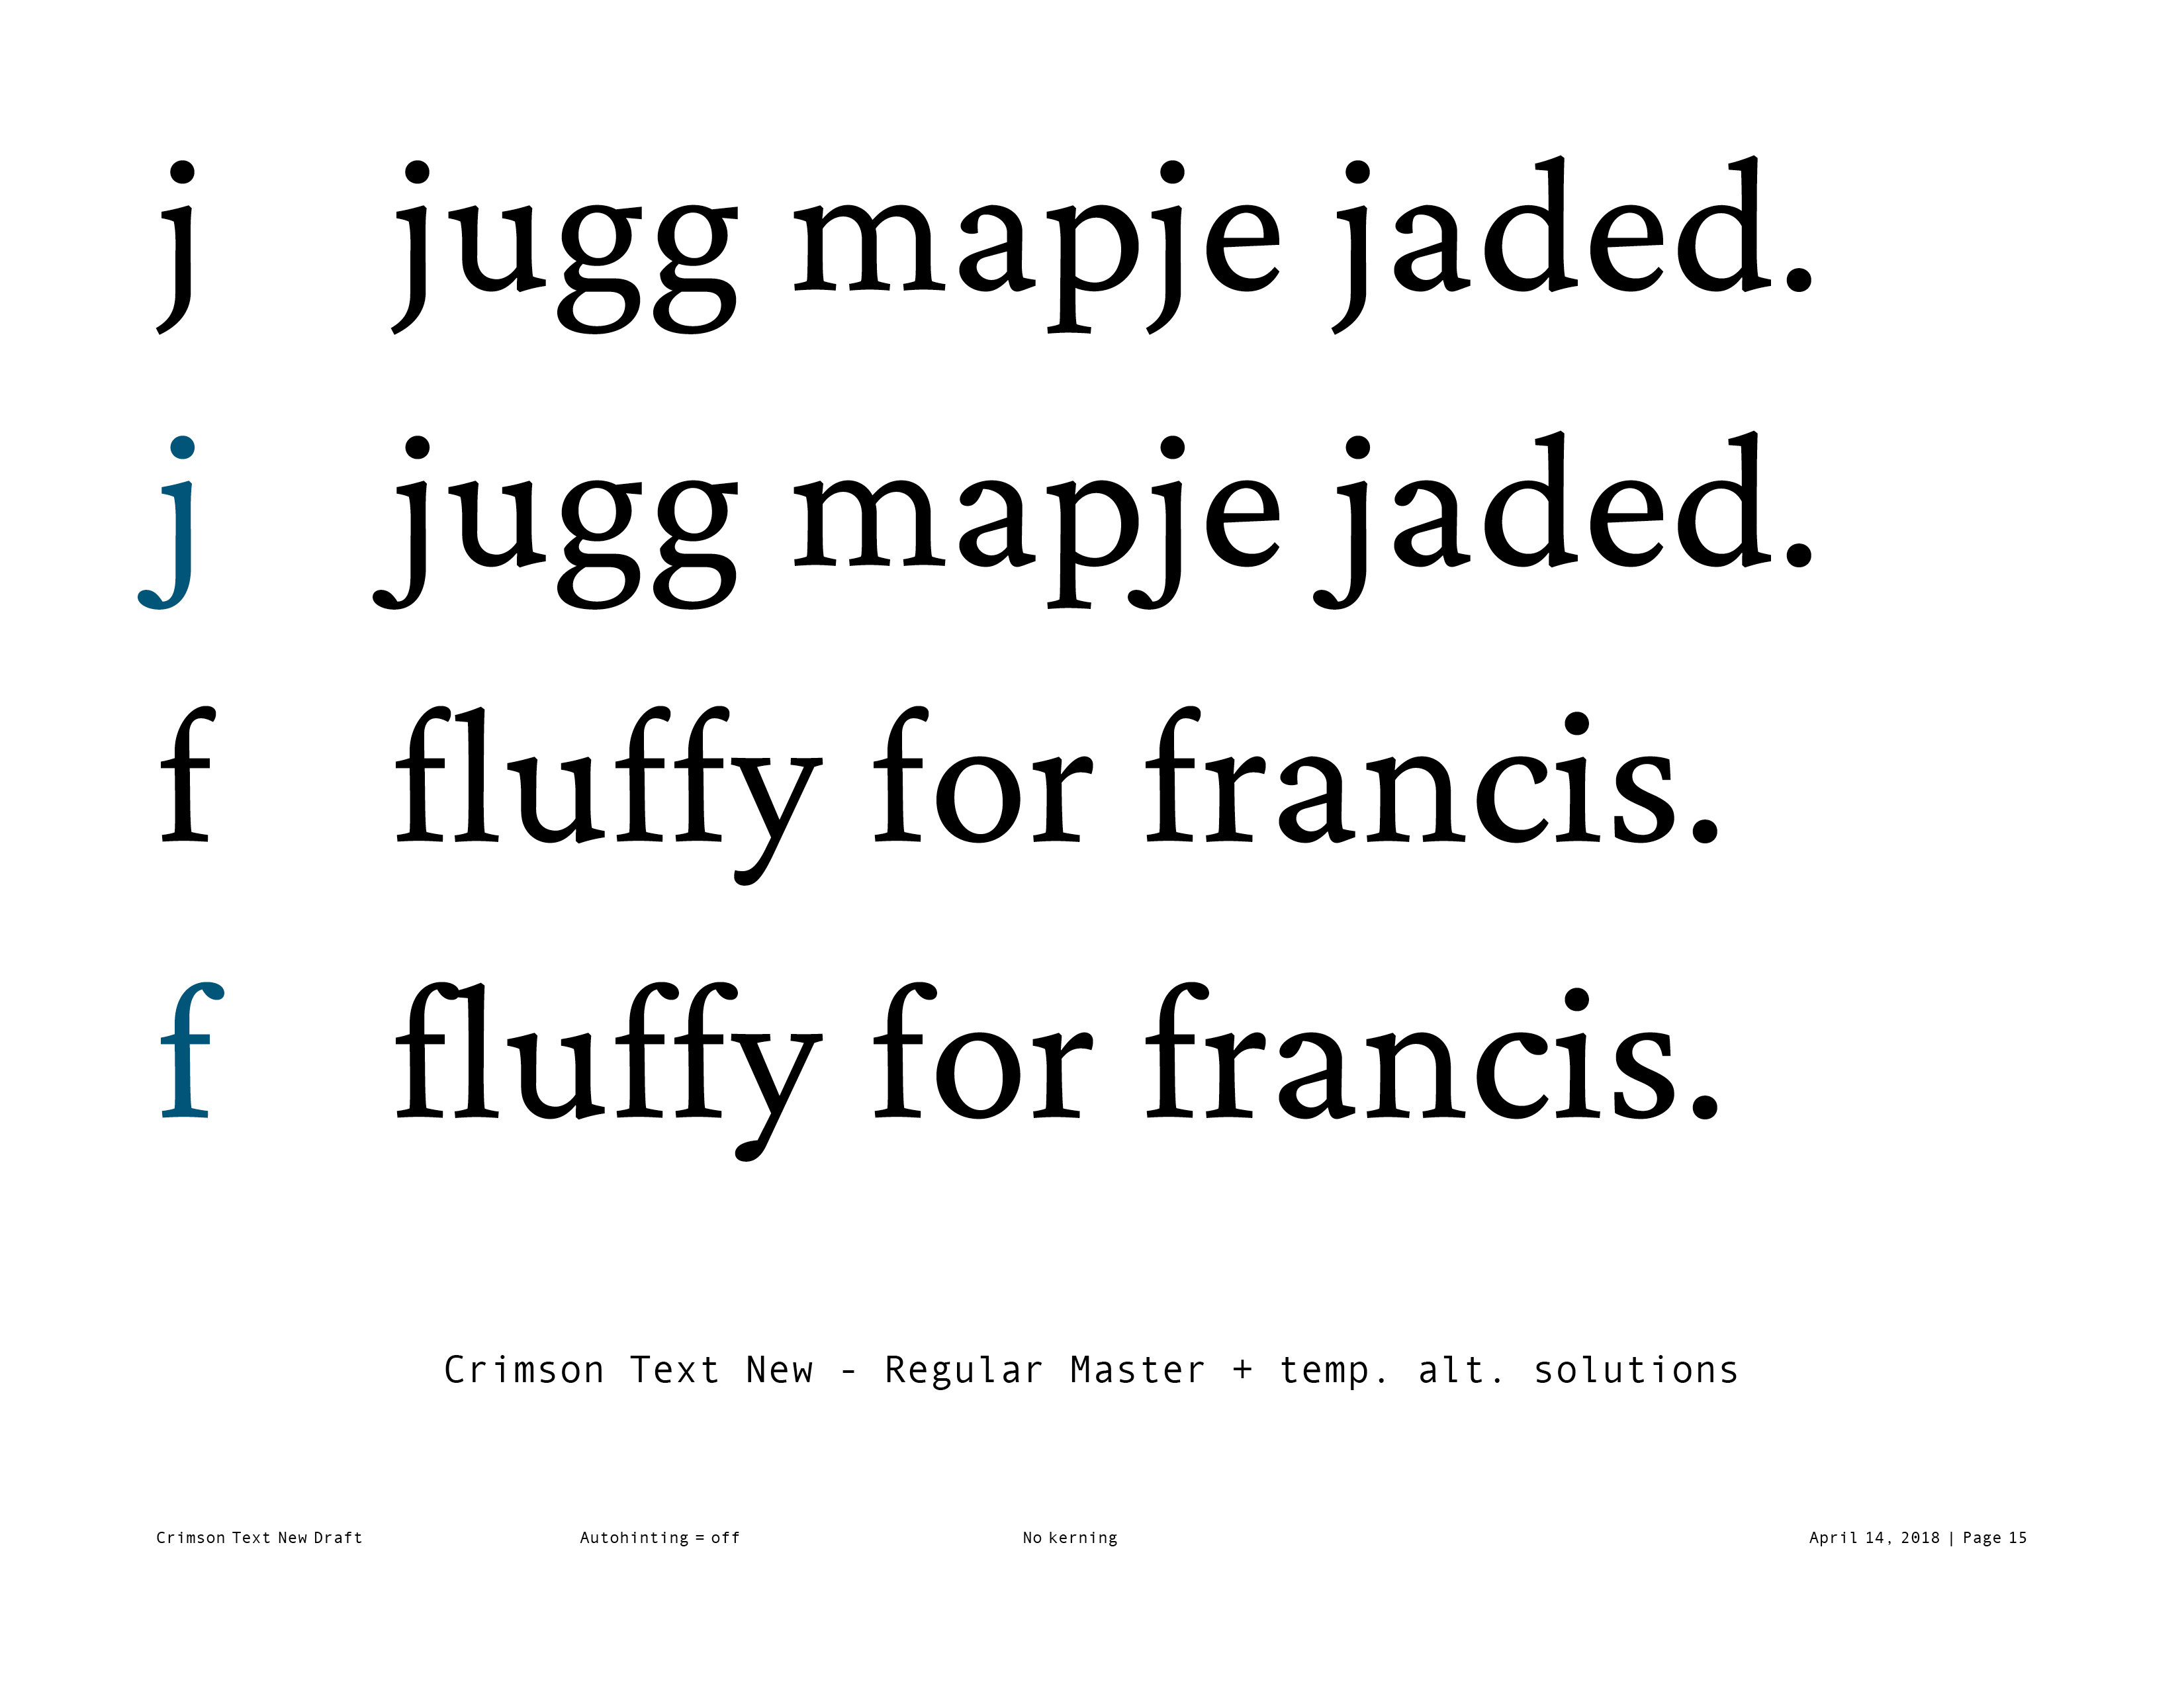 j jugg mapje jaded.
j jugg mapje jaded.
f fluffy for francis.
f fluffy for francis.
Crimson Text New - Regular Master + temp. alt. solutions
Crimson Text New Draft Autohinting = off No kerning April 14, 2018 | Page 15